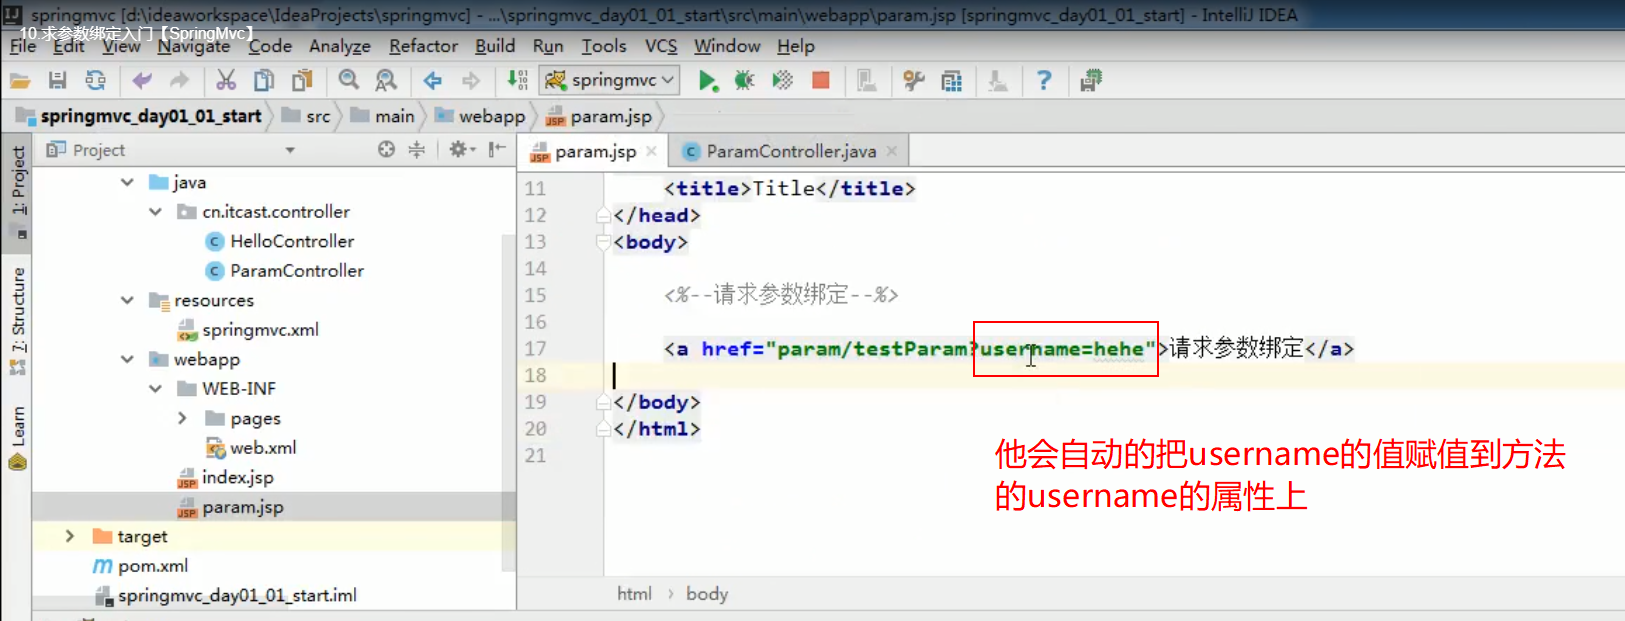 springmvc [d:\ideaworkspace\IdeaProjects\springmvc] - ...\springmvc_day01_01_start\src\main\webapp\param.jsp [springmvc_day01_01_start] - IntelliJ IDEA
10.求参数绑定入门【SpringMvc】
File Edit View Navigate Code Analyze Refactor Build Run Tools VCS Window Help
springmvc
springmvc_day01_01_start src main webapp param.jsp
Project
param.jsp ParamController.java
1: Project
7: Structure
Learn
java
cn.itcast.controller
HelloController
ParamController
resources
springmvc.xml
webapp
WEB-INF
pages
web.xml
index.jsp
param.jsp
target
pom.xml
springmvc_day01_01_start.iml
11 <title>Title</title>
12 </head>
13 <body>
14
15 <%--请求参数绑定--%>
16
17 <a href="param/testParam?username=hehe">请求参数绑定</a>
18
19 </body>
20 </html>
21
他会自动的把username的值赋值到方法
的username的属性上
html › body